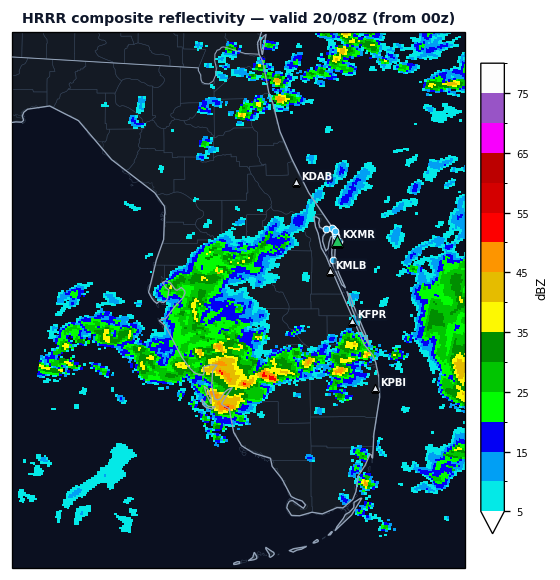 HRRR composite reflectivity — valid 20/08Z (from 00z)
KDAB
KXMR
KMLB
KFPR
KPBI
75
65
55
45
35
25
15
5
dBZ